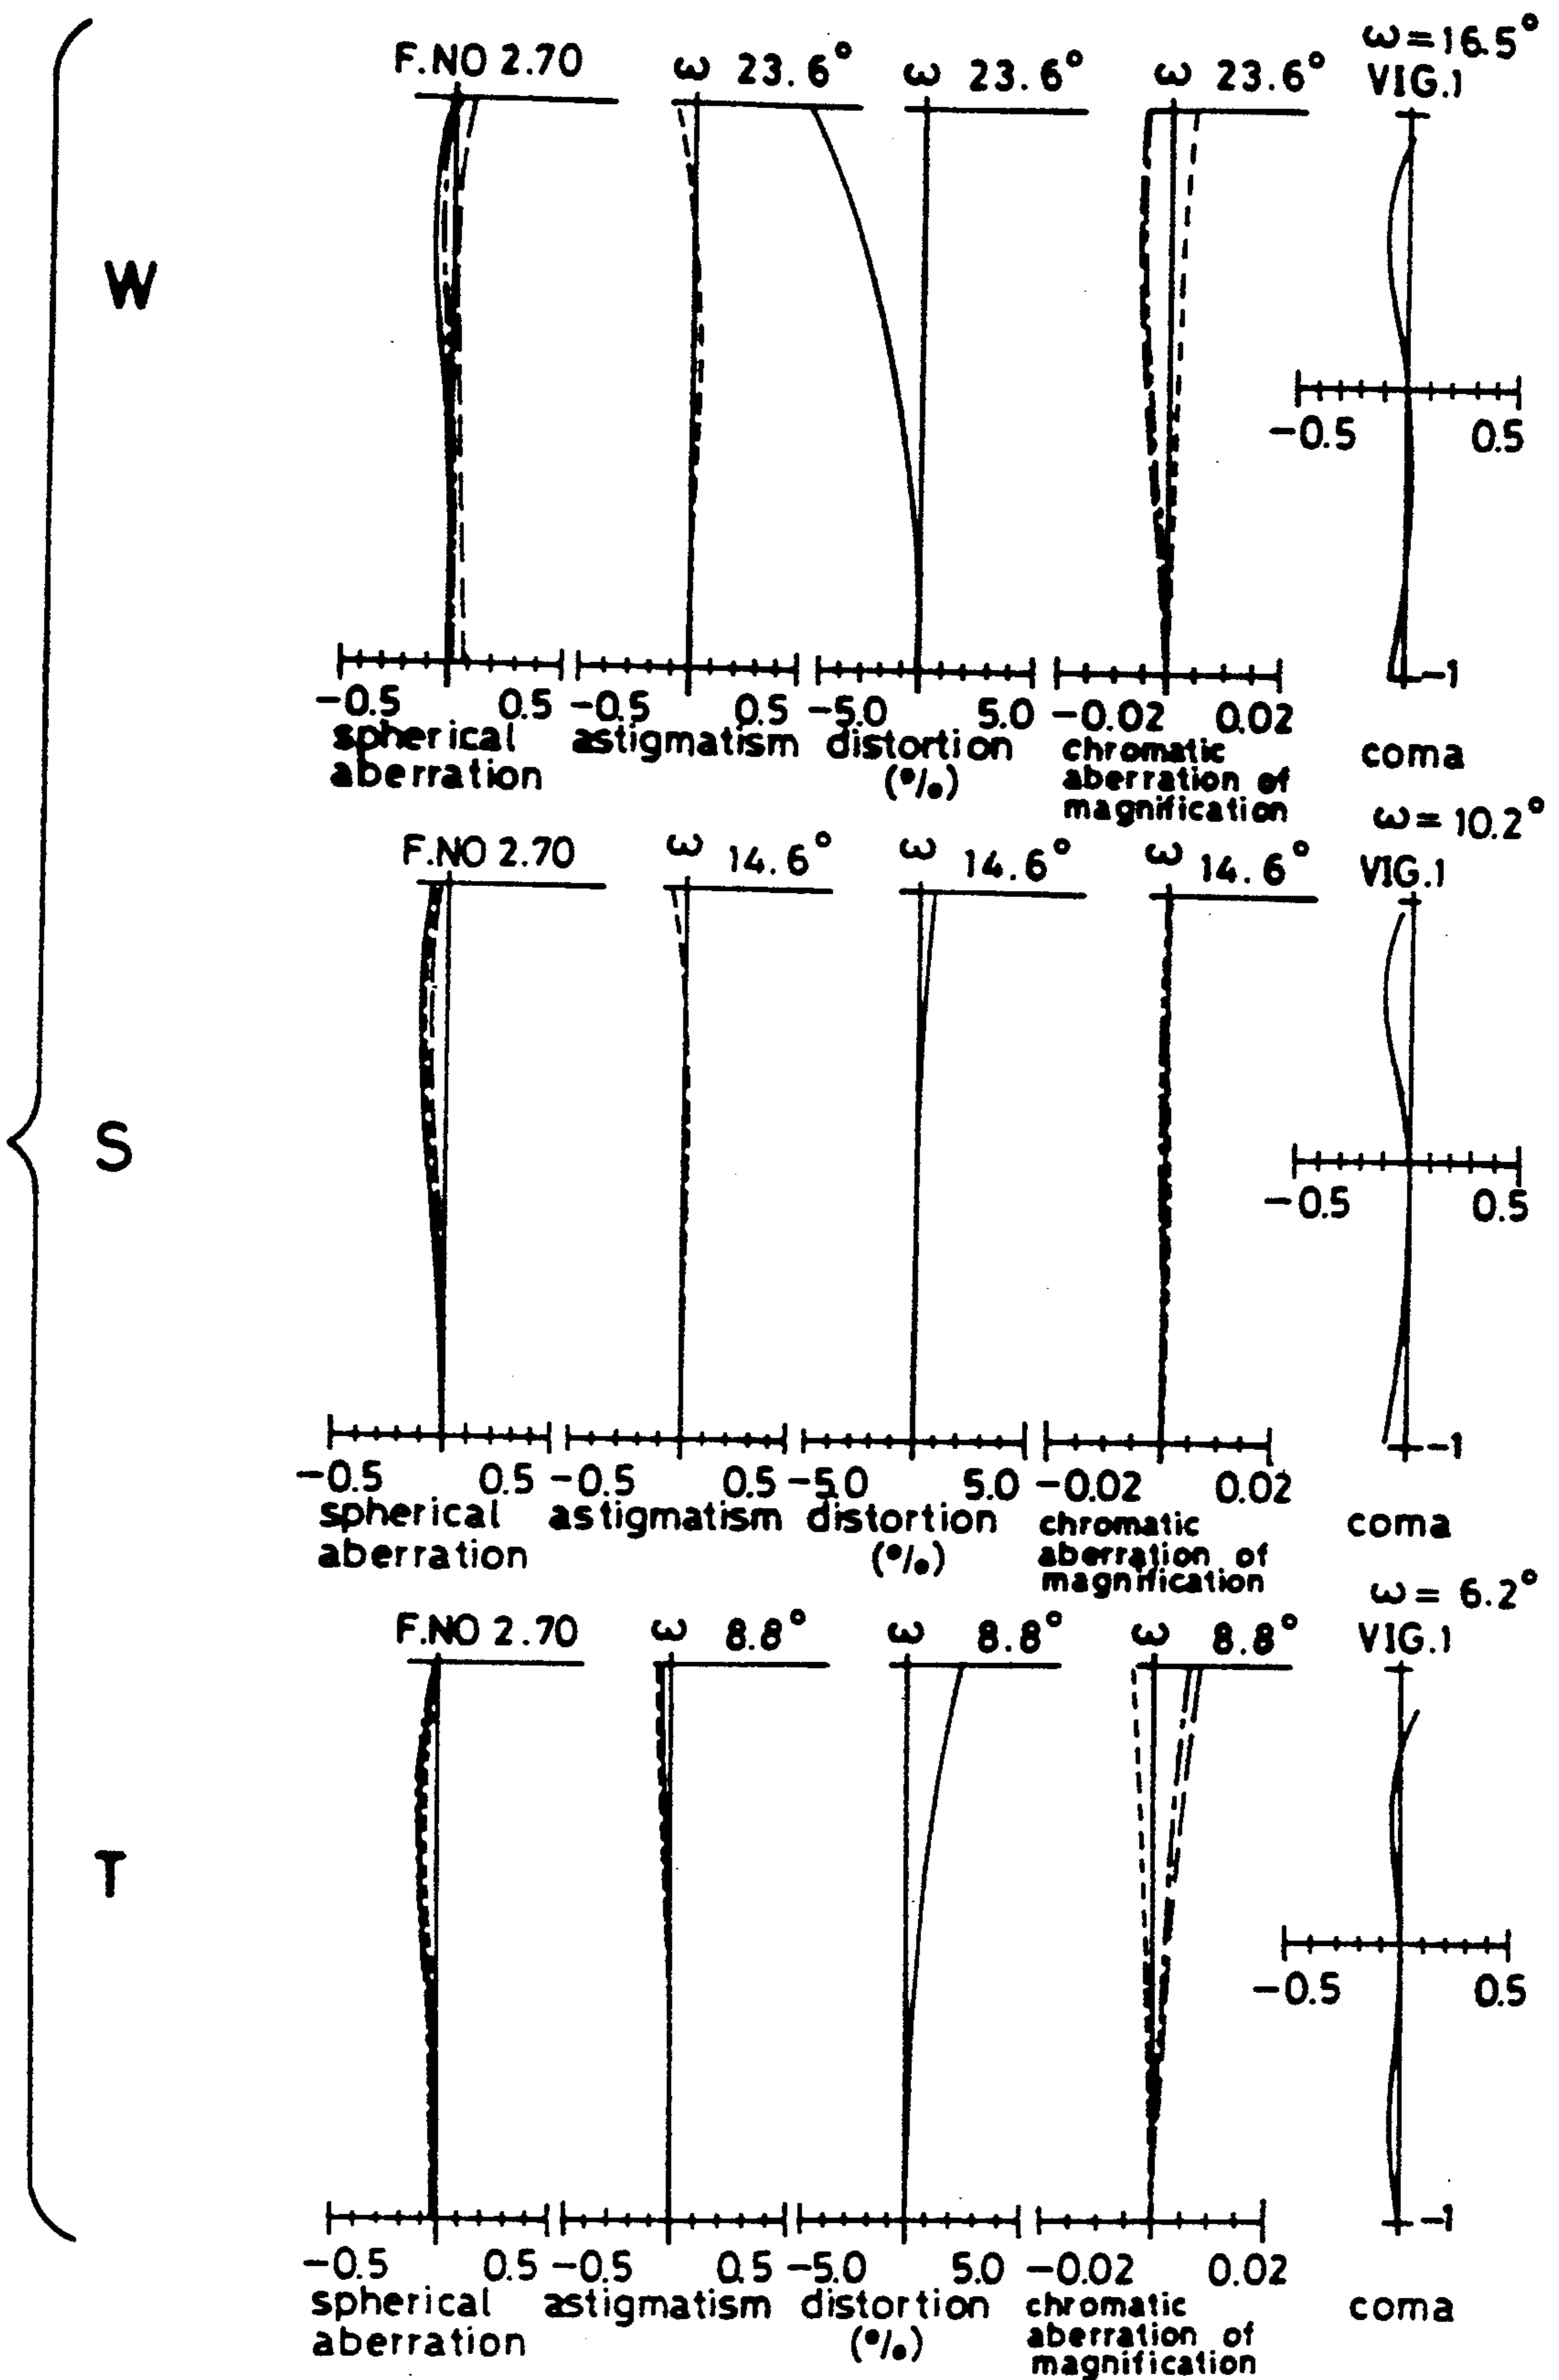 W
F.NO 2.70
ω 23.6°
ω 23.6°
ω 23.6°
ω=16.5°
VIG.1
-0.5 0.5
-0.5 0.5
-5.0 5.0
-0.02 0.02
-0.5 0.5
-1
spherical
aberration
astigmatism
distortion
(%)
chromatic
aberration of
magnification
coma
S
F.NO 2.70
ω 14.6°
ω 14.6°
ω 14.6°
ω=10.2°
VIG.1
-0.5 0.5
-0.5 0.5
-5.0 5.0
-0.02 0.02
-0.5 0.5
-1
spherical
aberration
astigmatism
distortion
(%)
chromatic
aberration of
magnification
coma
T
F.NO 2.70
ω 8.8°
ω 8.8°
ω 8.8°
ω= 6.2°
VIG.1
-0.5 0.5
-0.5 0.5
-5.0 5.0
-0.02 0.02
-0.5 0.5
-1
spherical
aberration
astigmatism
distortion
(%)
chromatic
aberration of
magnification
coma